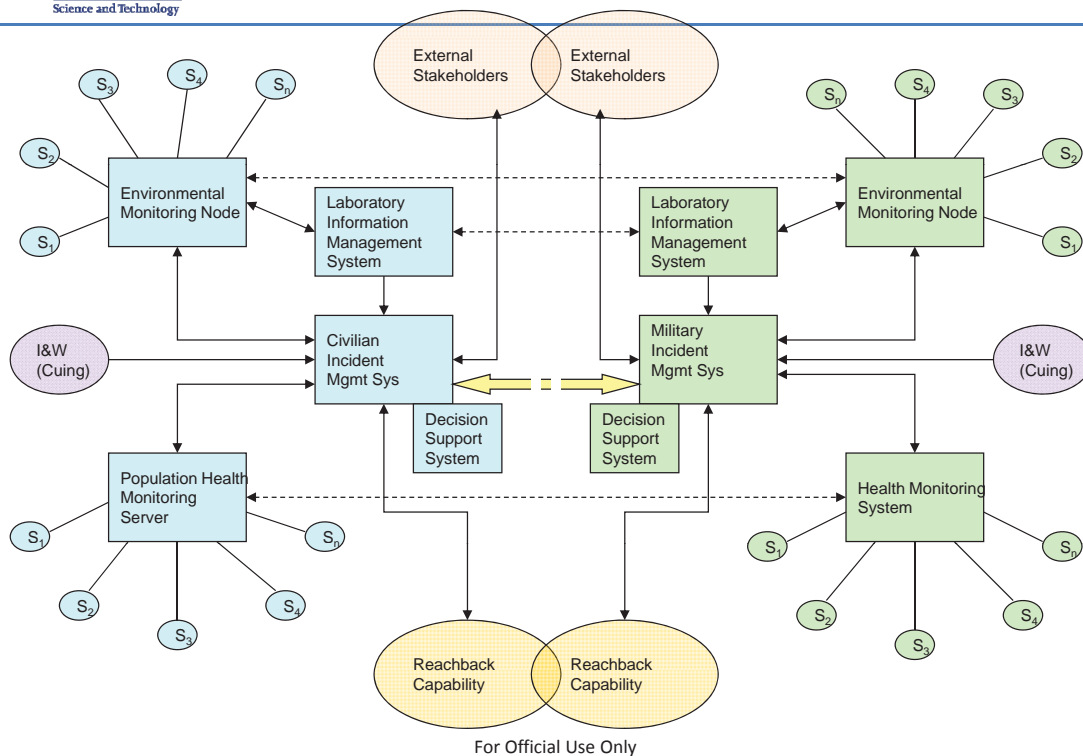 Science and Technology
External
Stakeholders
External
Stakeholders
S1
S2
S3
S4
Sn
Environmental
Monitoring Node
Laboratory
Information
Management
System
Laboratory
Information
Management
System
Sn
S4
S3
S2
S1
Environmental
Monitoring Node
I&W
(Cuing)
Civilian
Incident
Mgmt Sys
Decision
Support
System
Military
Incident
Mgmt Sys
Decision
Support
System
I&W
(Cuing)
Population Health
Monitoring
Server
S1
S2
S3
S4
Sn
Health Monitoring
System
S1
S2
S3
S4
Sn
Reachback
Capability
Reachback
Capability
For Official Use Only